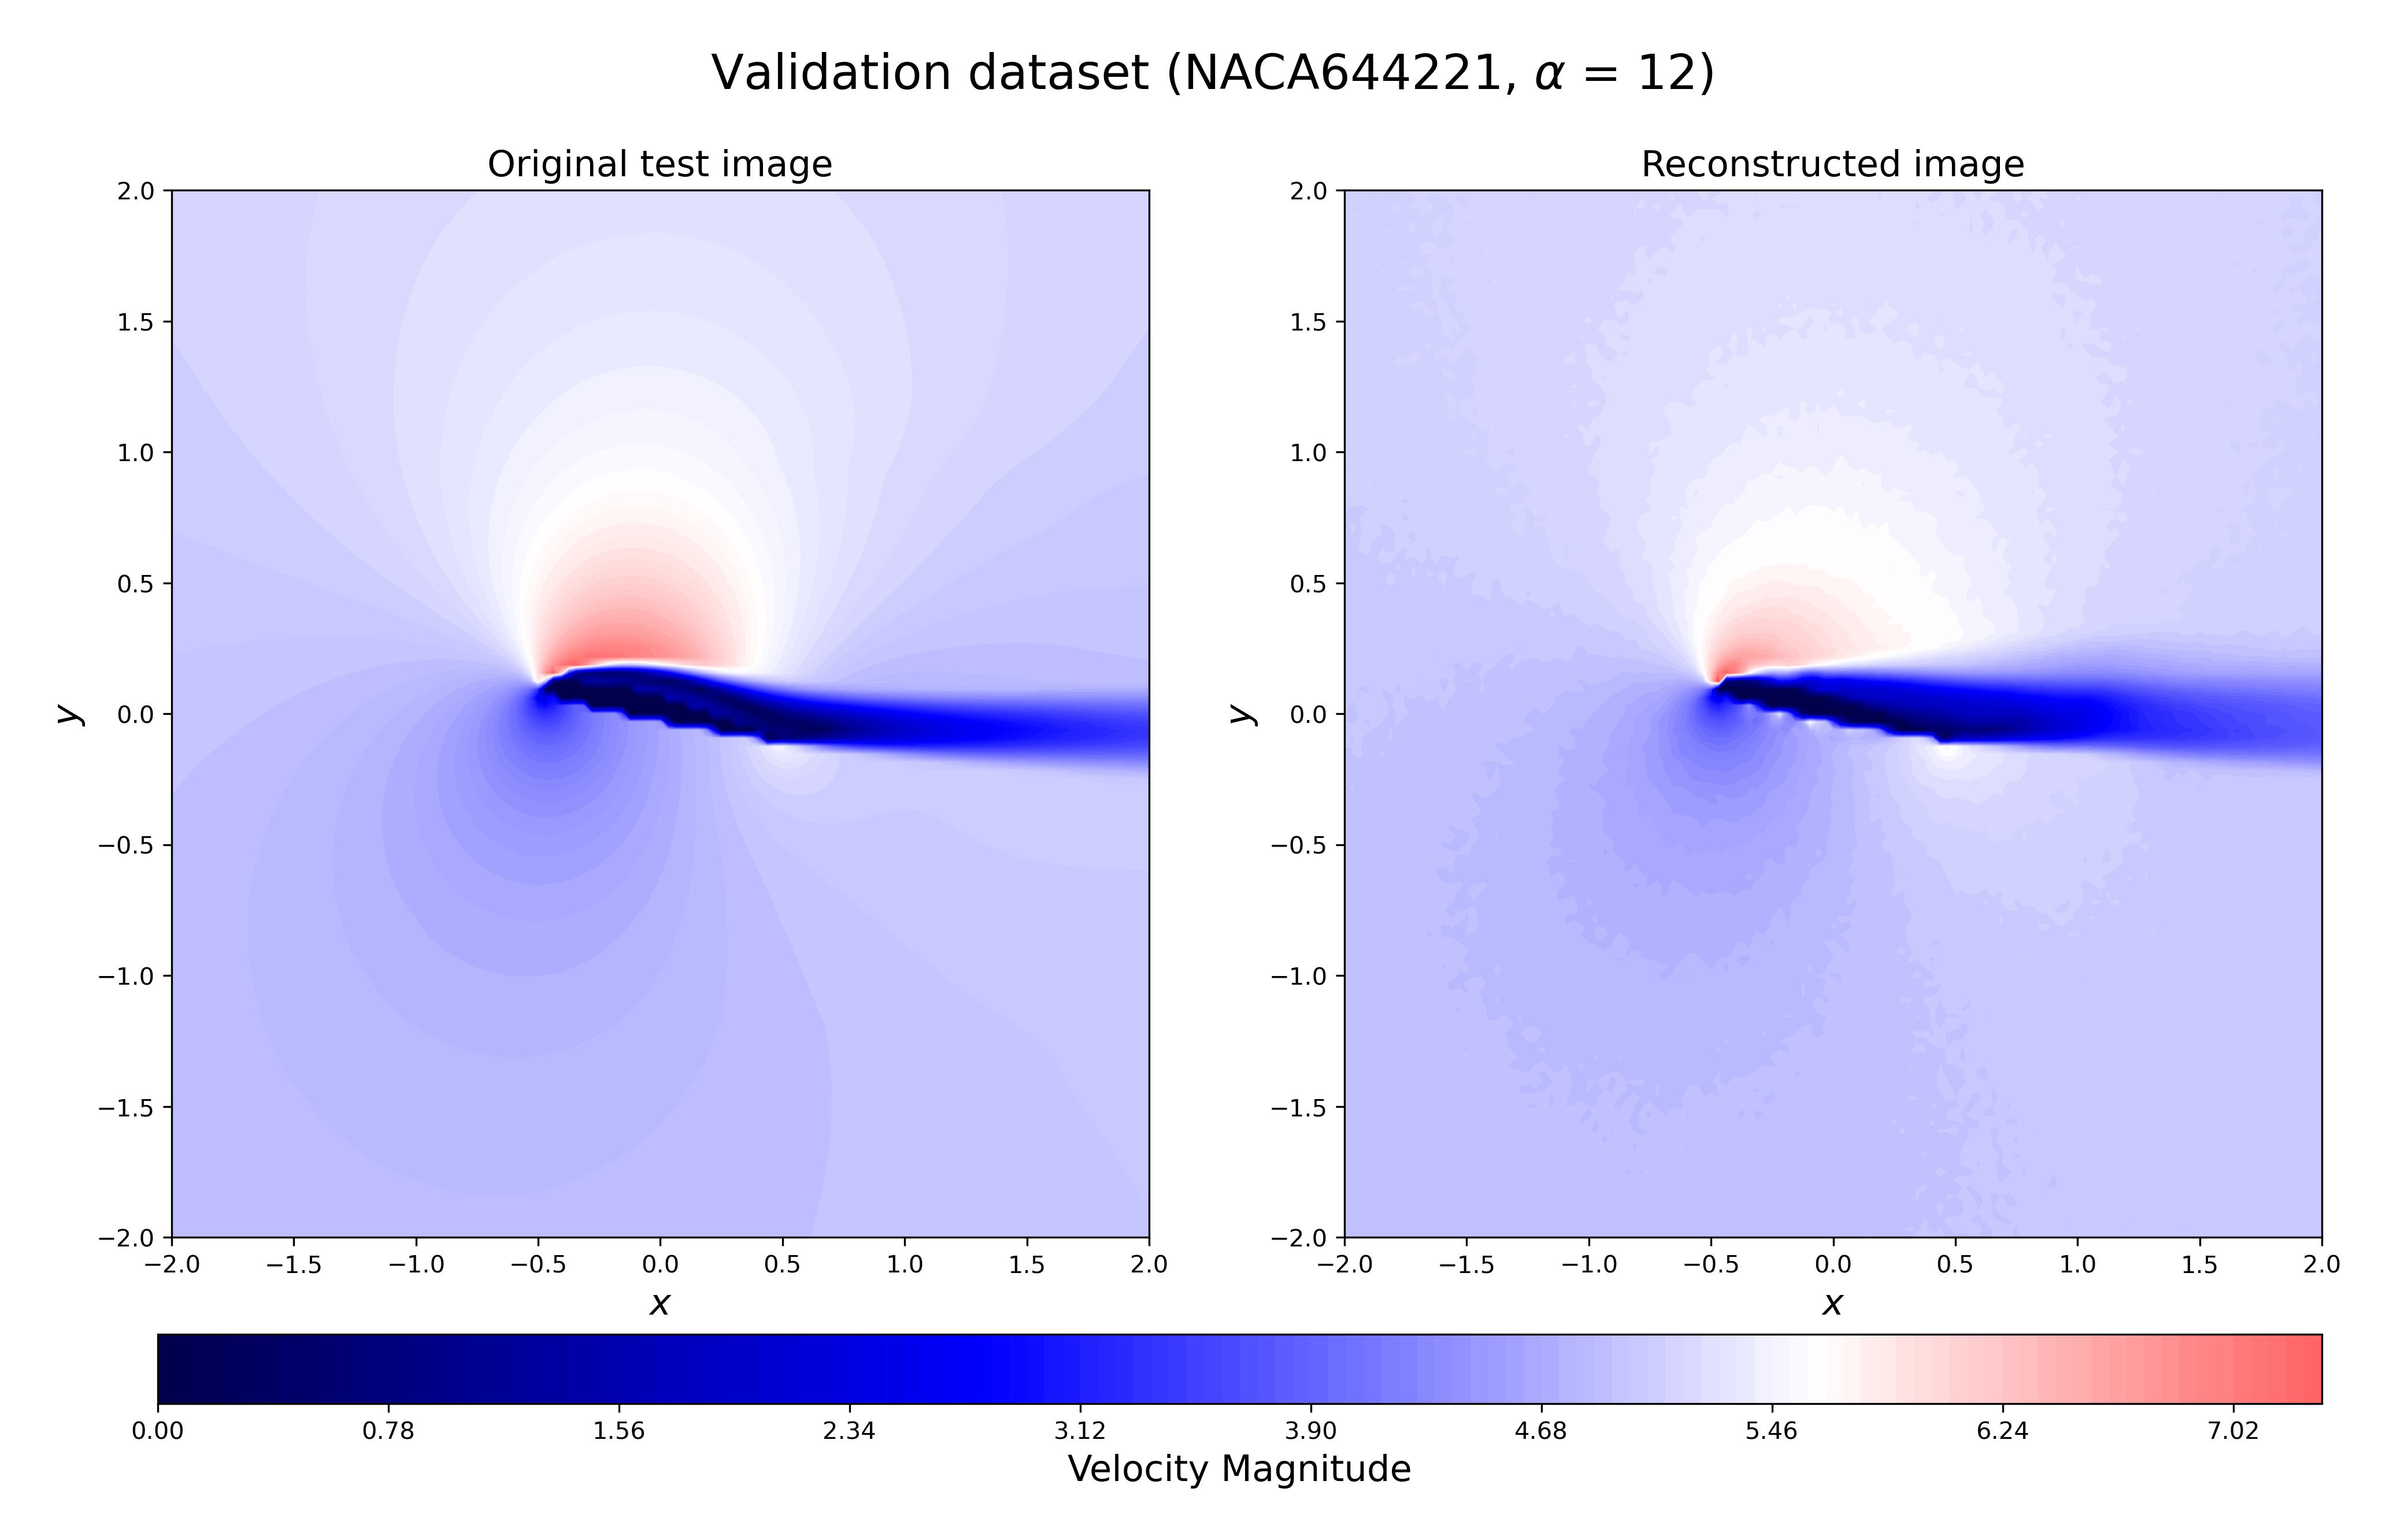 Validation dataset (NACA644221, α = 12)
Original test image
2.0
1.5
1.0
0.5
0.0
−0.5
−1.0
−1.5
−2.0
y
−2.0 −1.5 −1.0 −0.5 0.0 0.5 1.0 1.5 2.0
x
Reconstructed image
2.0
1.5
1.0
0.5
0.0
−0.5
−1.0
−1.5
−2.0
y
−2.0 −1.5 −1.0 −0.5 0.0 0.5 1.0 1.5 2.0
x
0.00 0.78 1.56 2.34 3.12 3.90 4.68 5.46 6.24 7.02
Velocity Magnitude